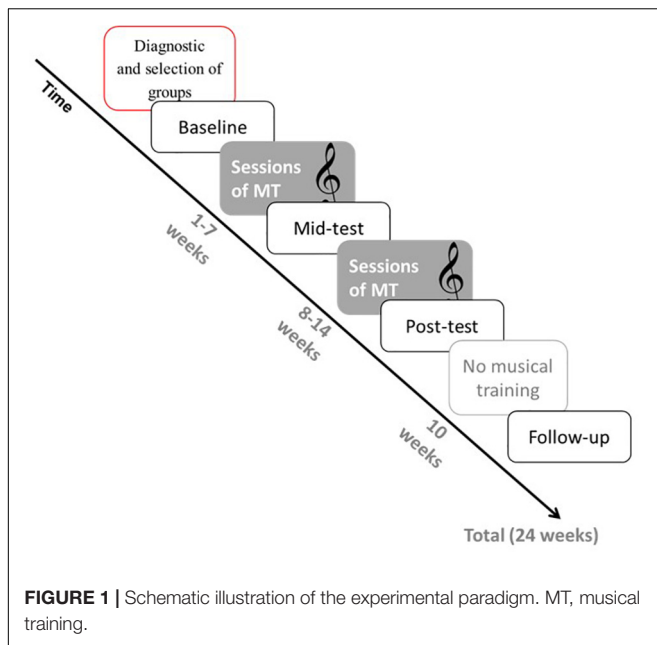 Diagnostic
and selection of
groups
Time
Baseline
Sessions
of MT
1-7
weeks
Mid-test
Sessions
of MT
8-14
weeks
Post-test
No musical
training
10
weeks
Follow-up
Total (24 weeks)
FIGURE 1 | Schematic illustration of the experimental paradigm. MT, musical
training.